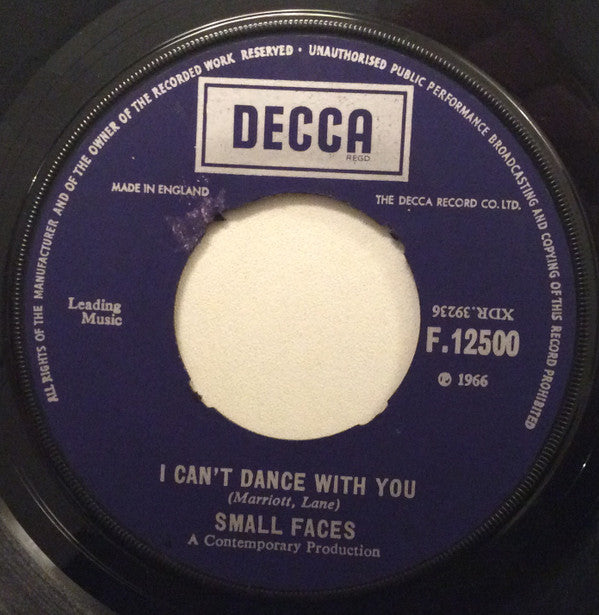 ALL RIGHTS OF THE MANUFACTURER AND OF THE OWNER OF THE RECORDED WORK RESERVED · UNAUTHORISED PUBLIC PERFORMANCE BROADCASTING AND COPYING OF THIS RECORD PROHIBITED
DECCA
REGD
MADE IN ENGLAND
THE DECCA RECORD CO. LTD.
Leading
Music
XDR.39236
F.12500
℗ 1966
I CAN'T DANCE WITH YOU
(Marriott, Lane)
SMALL FACES
A Contemporary Production